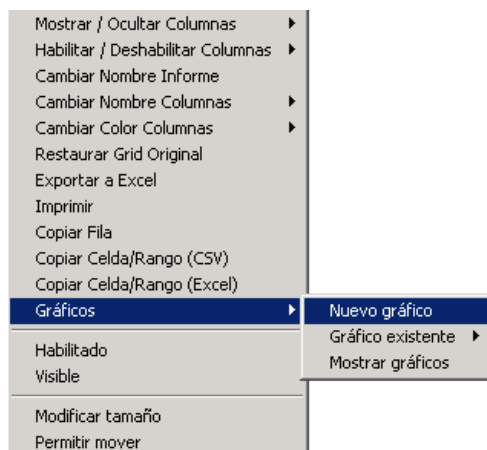 Mostrar / Ocultar Columnas
Habilitar / Deshabilitar Columnas
Cambiar Nombre Informe
Cambiar Nombre Columnas
Cambiar Color Columnas
Restaurar Grid Original
Exportar a Excel
Imprimir
Copiar Fila
Copiar Celda/Rango (CSV)
Copiar Celda/Rango (Excel)
Gráficos
Nuevo gráfico
Gráfico existente
Mostrar gráficos
Habilitado
Visible
Modificar tamaño
Permitir mover